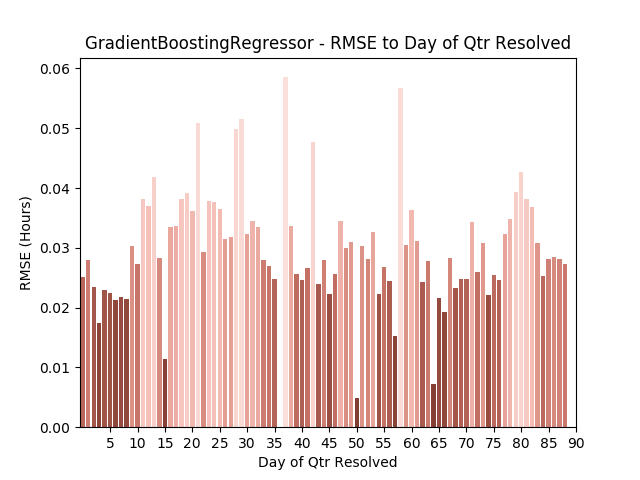 GradientBoostingRegressor - RMSE to Day of Qtr Resolved
0.06
0.05
0.04
0.03
0.02
0.01
0.00
RMSE (Hours)
5 10 15 20 25 30 35 40 45 50 55 60 65 70 75 80 85 90
Day of Qtr Resolved